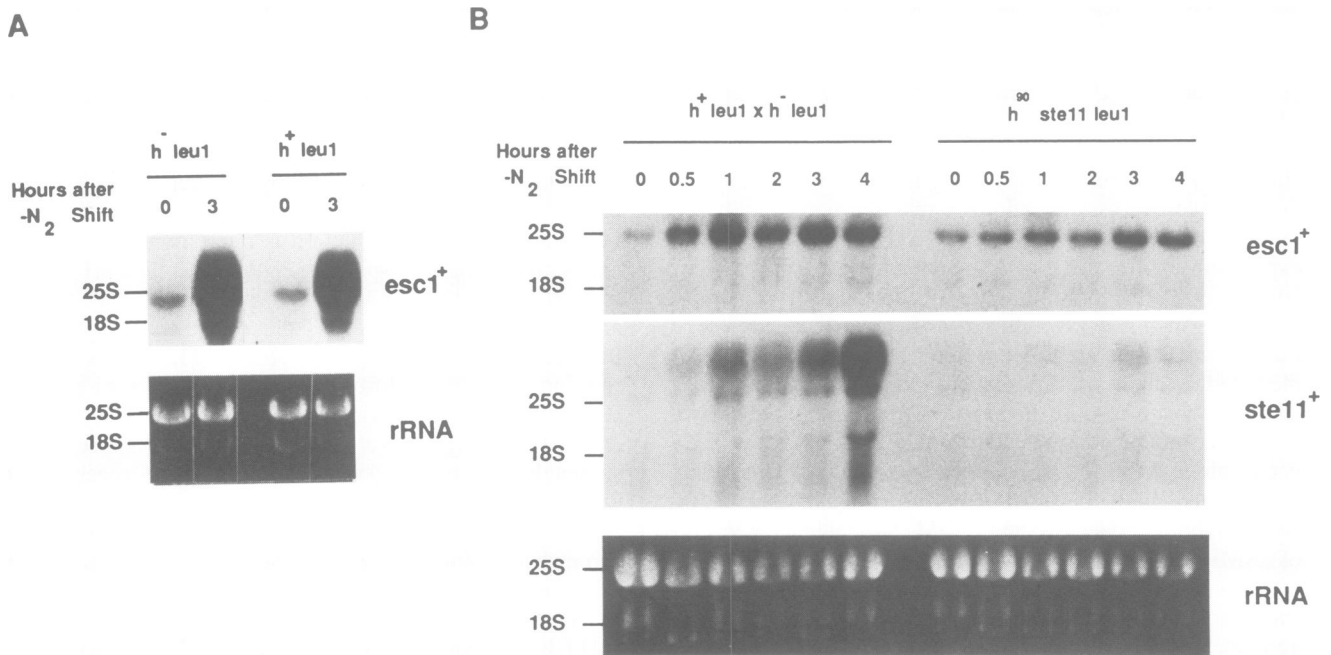 A
h- leu1 h+ leu1
Hours after
-N2 Shift 0 3 0 3
25S
18S
esc1+
25S
18S
rRNA
B
h+ leu1 x h- leu1 h90 ste11 leu1
Hours after
-N2 Shift 0 0.5 1 2 3 4 0 0.5 1 2 3 4
25S
18S
esc1+
25S
18S
ste11+
25S
18S
rRNA